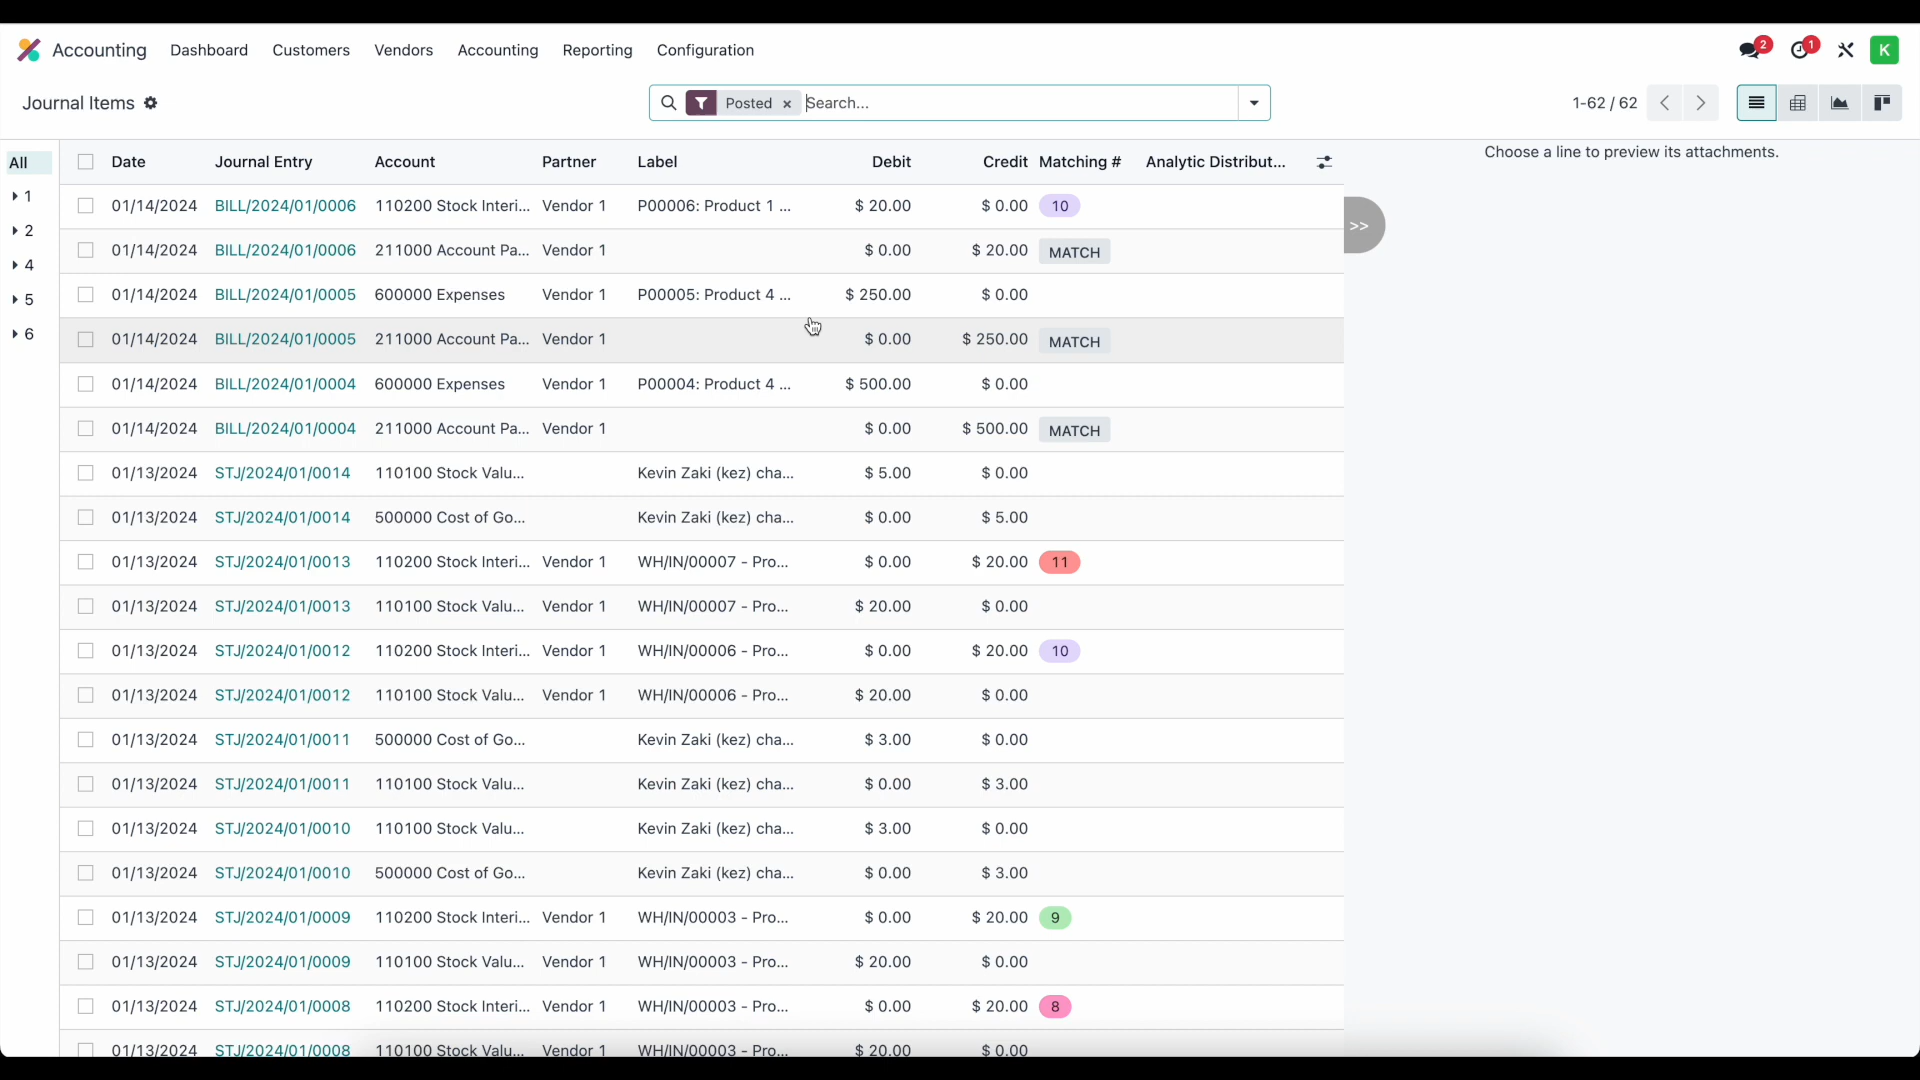 Accounting Dashboard Customers Vendors Accounting Reporting Configuration 2 1 K
Journal Items Posted × Search... 1-62 / 62
All Date Journal Entry Account Partner Label Debit Credit Matching # Analytic Distribut... Choose a line to preview its attachments.
1
2
4
5
6
01/14/2024 BILL/2024/01/0006 110200 Stock Interi... Vendor 1 P00006: Product 1 ... $ 20.00 $ 0.00 10
>>
01/14/2024 BILL/2024/01/0006 211000 Account Pa... Vendor 1 $ 0.00 $ 20.00 MATCH
01/14/2024 BILL/2024/01/0005 600000 Expenses Vendor 1 P00005: Product 4 ... $ 250.00 $ 0.00
01/14/2024 BILL/2024/01/0005 211000 Account Pa... Vendor 1 $ 0.00 $ 250.00 MATCH
01/14/2024 BILL/2024/01/0004 600000 Expenses Vendor 1 P00004: Product 4 ... $ 500.00 $ 0.00
01/14/2024 BILL/2024/01/0004 211000 Account Pa... Vendor 1 $ 0.00 $ 500.00 MATCH
01/13/2024 STJ/2024/01/0014 110100 Stock Valu... Kevin Zaki (kez) cha... $ 5.00 $ 0.00
01/13/2024 STJ/2024/01/0014 500000 Cost of Go... Kevin Zaki (kez) cha... $ 0.00 $ 5.00
01/13/2024 STJ/2024/01/0013 110200 Stock Interi... Vendor 1 WH/IN/00007 - Pro... $ 0.00 $ 20.00 11
01/13/2024 STJ/2024/01/0013 110100 Stock Valu... Vendor 1 WH/IN/00007 - Pro... $ 20.00 $ 0.00
01/13/2024 STJ/2024/01/0012 110200 Stock Interi... Vendor 1 WH/IN/00006 - Pro... $ 0.00 $ 20.00 10
01/13/2024 STJ/2024/01/0012 110100 Stock Valu... Vendor 1 WH/IN/00006 - Pro... $ 20.00 $ 0.00
01/13/2024 STJ/2024/01/0011 500000 Cost of Go... Kevin Zaki (kez) cha... $ 3.00 $ 0.00
01/13/2024 STJ/2024/01/0011 110100 Stock Valu... Kevin Zaki (kez) cha... $ 0.00 $ 3.00
01/13/2024 STJ/2024/01/0010 110100 Stock Valu... Kevin Zaki (kez) cha... $ 3.00 $ 0.00
01/13/2024 STJ/2024/01/0010 500000 Cost of Go... Kevin Zaki (kez) cha... $ 0.00 $ 3.00
01/13/2024 STJ/2024/01/0009 110200 Stock Interi... Vendor 1 WH/IN/00003 - Pro... $ 0.00 $ 20.00 9
01/13/2024 STJ/2024/01/0009 110100 Stock Valu... Vendor 1 WH/IN/00003 - Pro... $ 20.00 $ 0.00
01/13/2024 STJ/2024/01/0008 110200 Stock Interi... Vendor 1 WH/IN/00003 - Pro... $ 0.00 $ 20.00 8
01/13/2024 STJ/2024/01/0008 110100 Stock Valu... Vendor 1 WH/IN/00003 - Pro... $ 20.00 $ 0.00